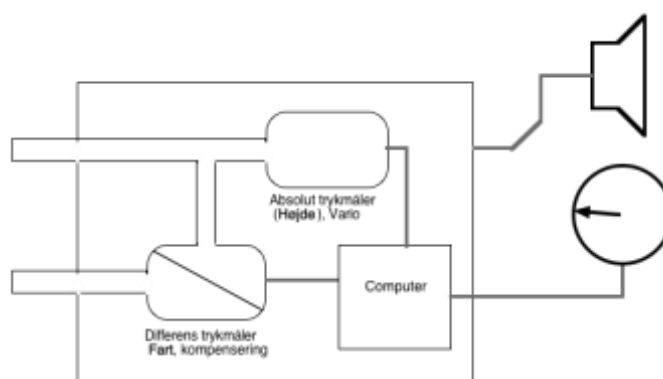 Absolut trykmåler
(Højde), Vario
Computer
Differens trykmåler
Fart, kompensering